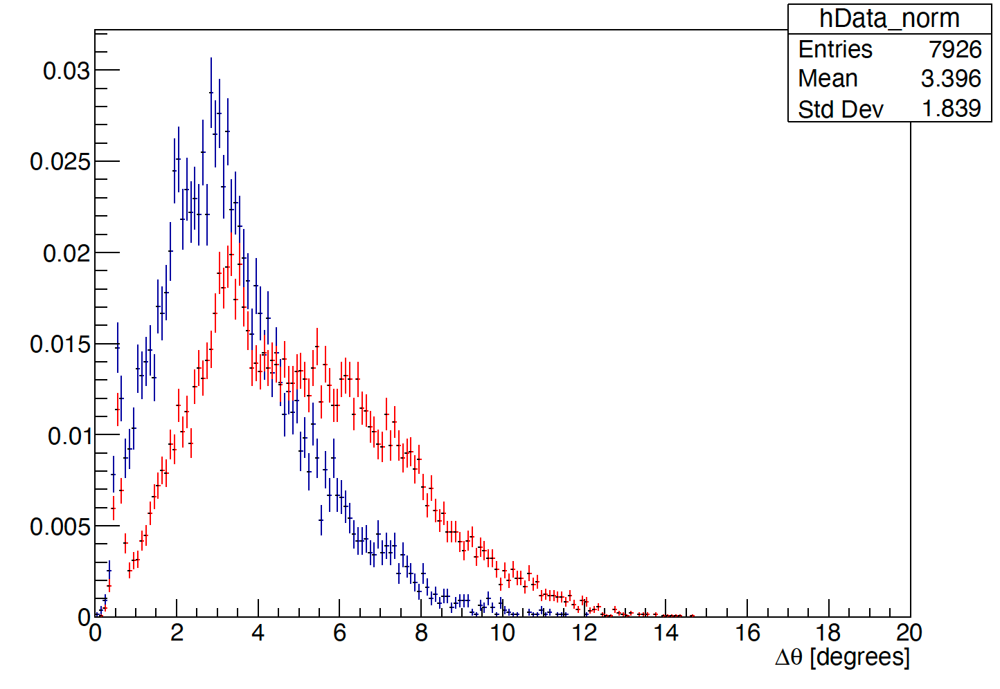 hData_norm
Entries 7926
Mean 3.396
Std Dev 1.839
0.03
0.025
0.02
0.015
0.01
0.005
0
0 2 4 6 8 10 12 14 16 18 20
Δθ [degrees]